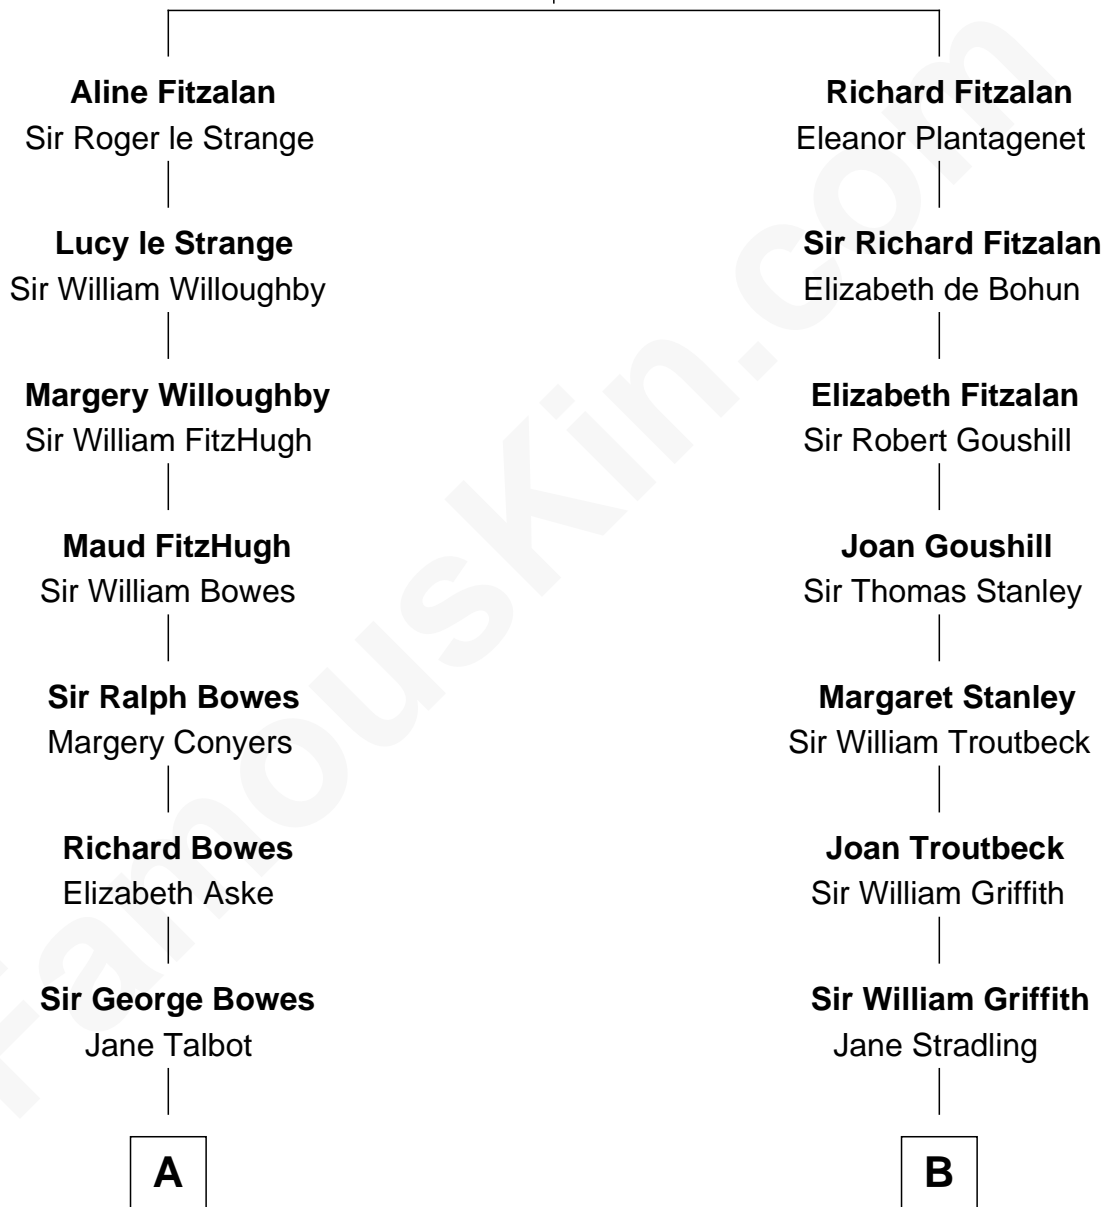 Aline Fitzalan
Sir Roger le Strange
Lucy le Strange
Sir William Willoughby
Margery Willoughby
Sir William FitzHugh
Maud FitzHugh
Sir William Bowes
Sir Ralph Bowes
Margery Conyers
Richard Bowes
Elizabeth Aske
Sir George Bowes
Jane Talbot
A
Richard Fitzalan
Eleanor Plantagenet
Sir Richard Fitzalan
Elizabeth de Bohun
Elizabeth Fitzalan
Sir Robert Goushill
Joan Goushill
Sir Thomas Stanley
Margaret Stanley
Sir William Troutbeck
Joan Troutbeck
Sir William Griffith
Sir William Griffith
Jane Stradling
B
FamousKin.com